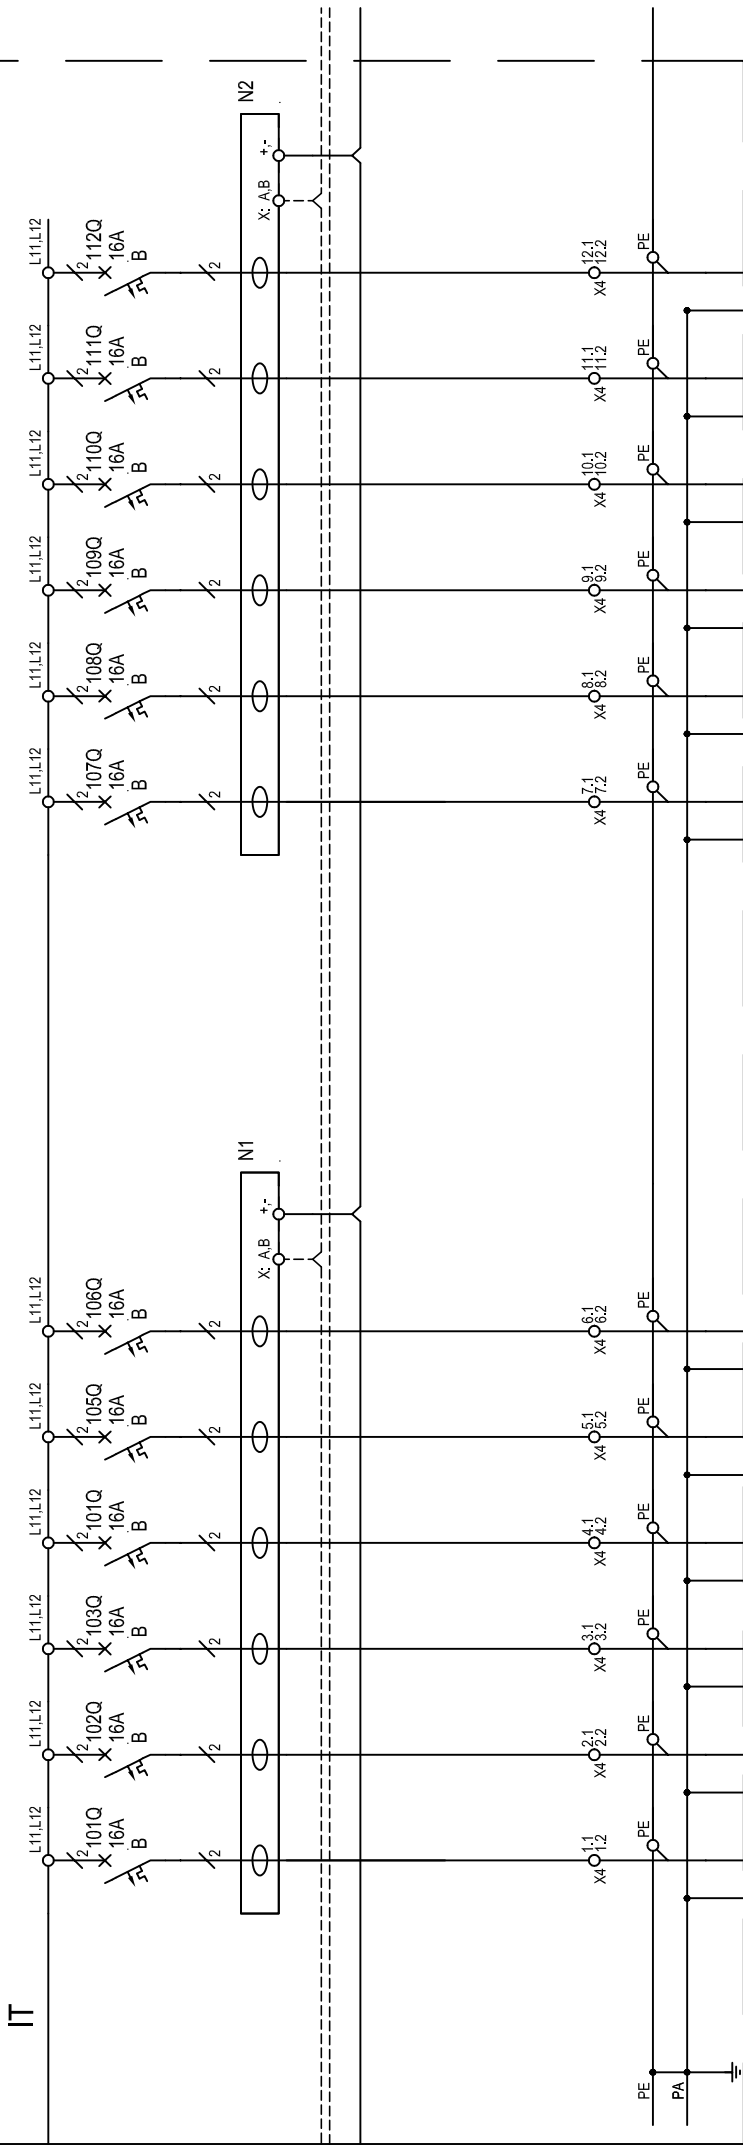 IT
L11,L12
2
101Q
16A
B
2
1.1
X4
1.2
PE
L11,L12
2
102Q
16A
B
2
2.1
X4
2.2
PE
L11,L12
2
103Q
16A
B
2
3.1
X4
3.2
PE
L11,L12
2
101Q
16A
B
2
4.1
X4
4.2
PE
L11,L12
2
105Q
16A
B
2
5.1
X4
5.2
PE
L11,L12
2
106Q
16A
B
2
6.1
X4
6.2
PE
N1
X: A,B
+,-
L11,L12
2
107Q
16A
B
2
7.1
X4
7.2
PE
L11,L12
2
108Q
16A
B
2
8.1
X4
8.2
PE
L11,L12
2
109Q
16A
B
2
9.1
X4
9.2
PE
L11,L12
2
110Q
16A
B
2
10.1
X4
10.2
PE
L11,L12
2
111Q
16A
B
2
11.1
X4
11.2
PE
L11,L12
2
112Q
16A
B
2
12.1
X4
12.2
PE
N2
X: A,B
+,-
PE
PA